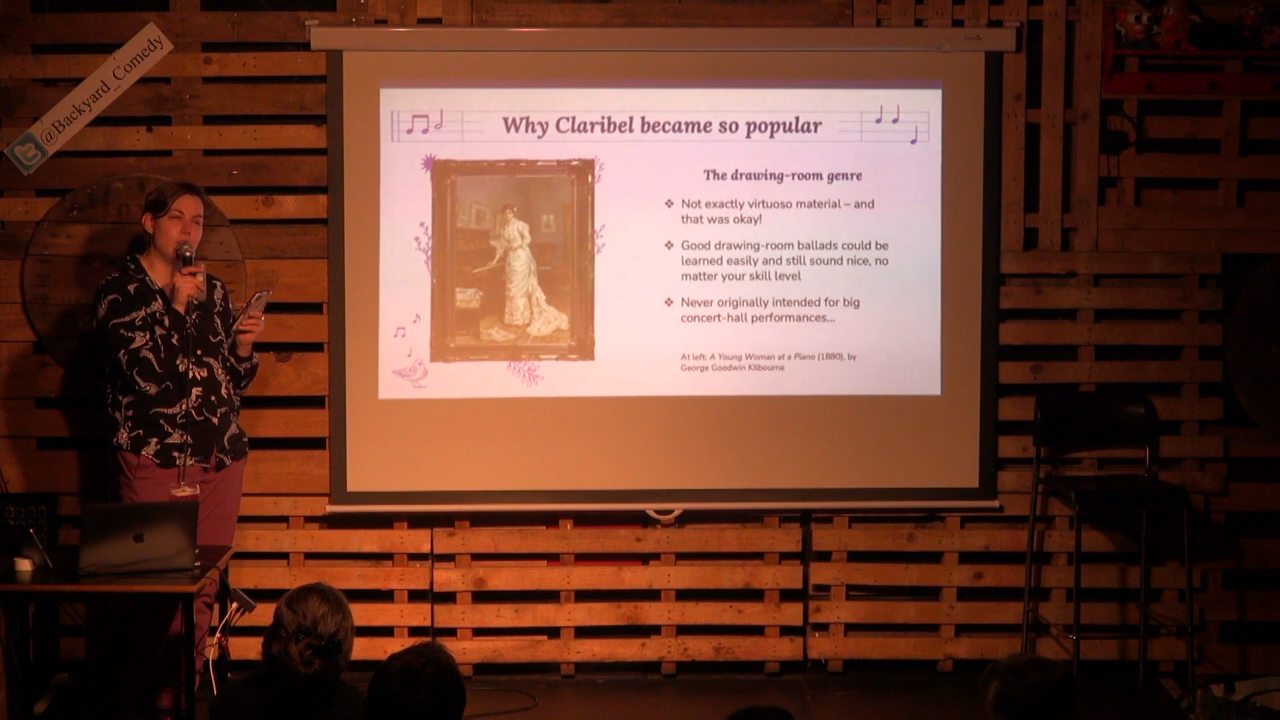 @Backyard_Comedy
Why Claribel became so popular
The drawing-room genre
❖ Not exactly virtuoso material – and
that was okay!
❖ Good drawing-room ballads could be
learned easily and still sound nice, no
matter your skill level
❖ Never originally intended for big
concert-hall performances...
At left: A Young Woman at a Piano (1880), by
George Goodwin Kilbourne